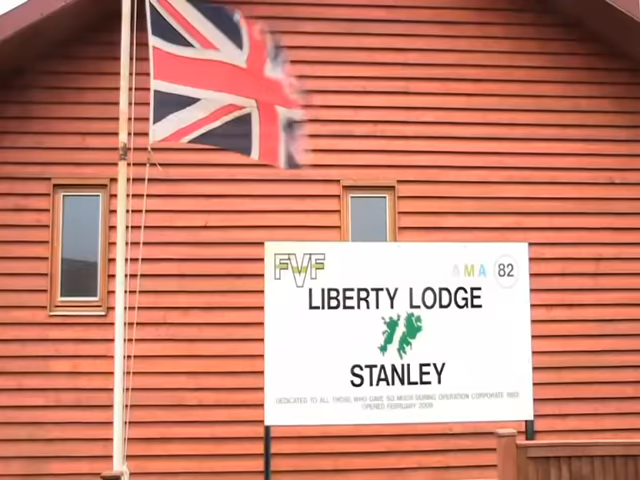 FVF
AMA 82
LIBERTY LODGE
STANLEY
DEDICATED TO ALL THOSE WHO GAVE SO MUCH DURING OPERATION CORPORATE 1982
OPENED FEBRUARY 2009